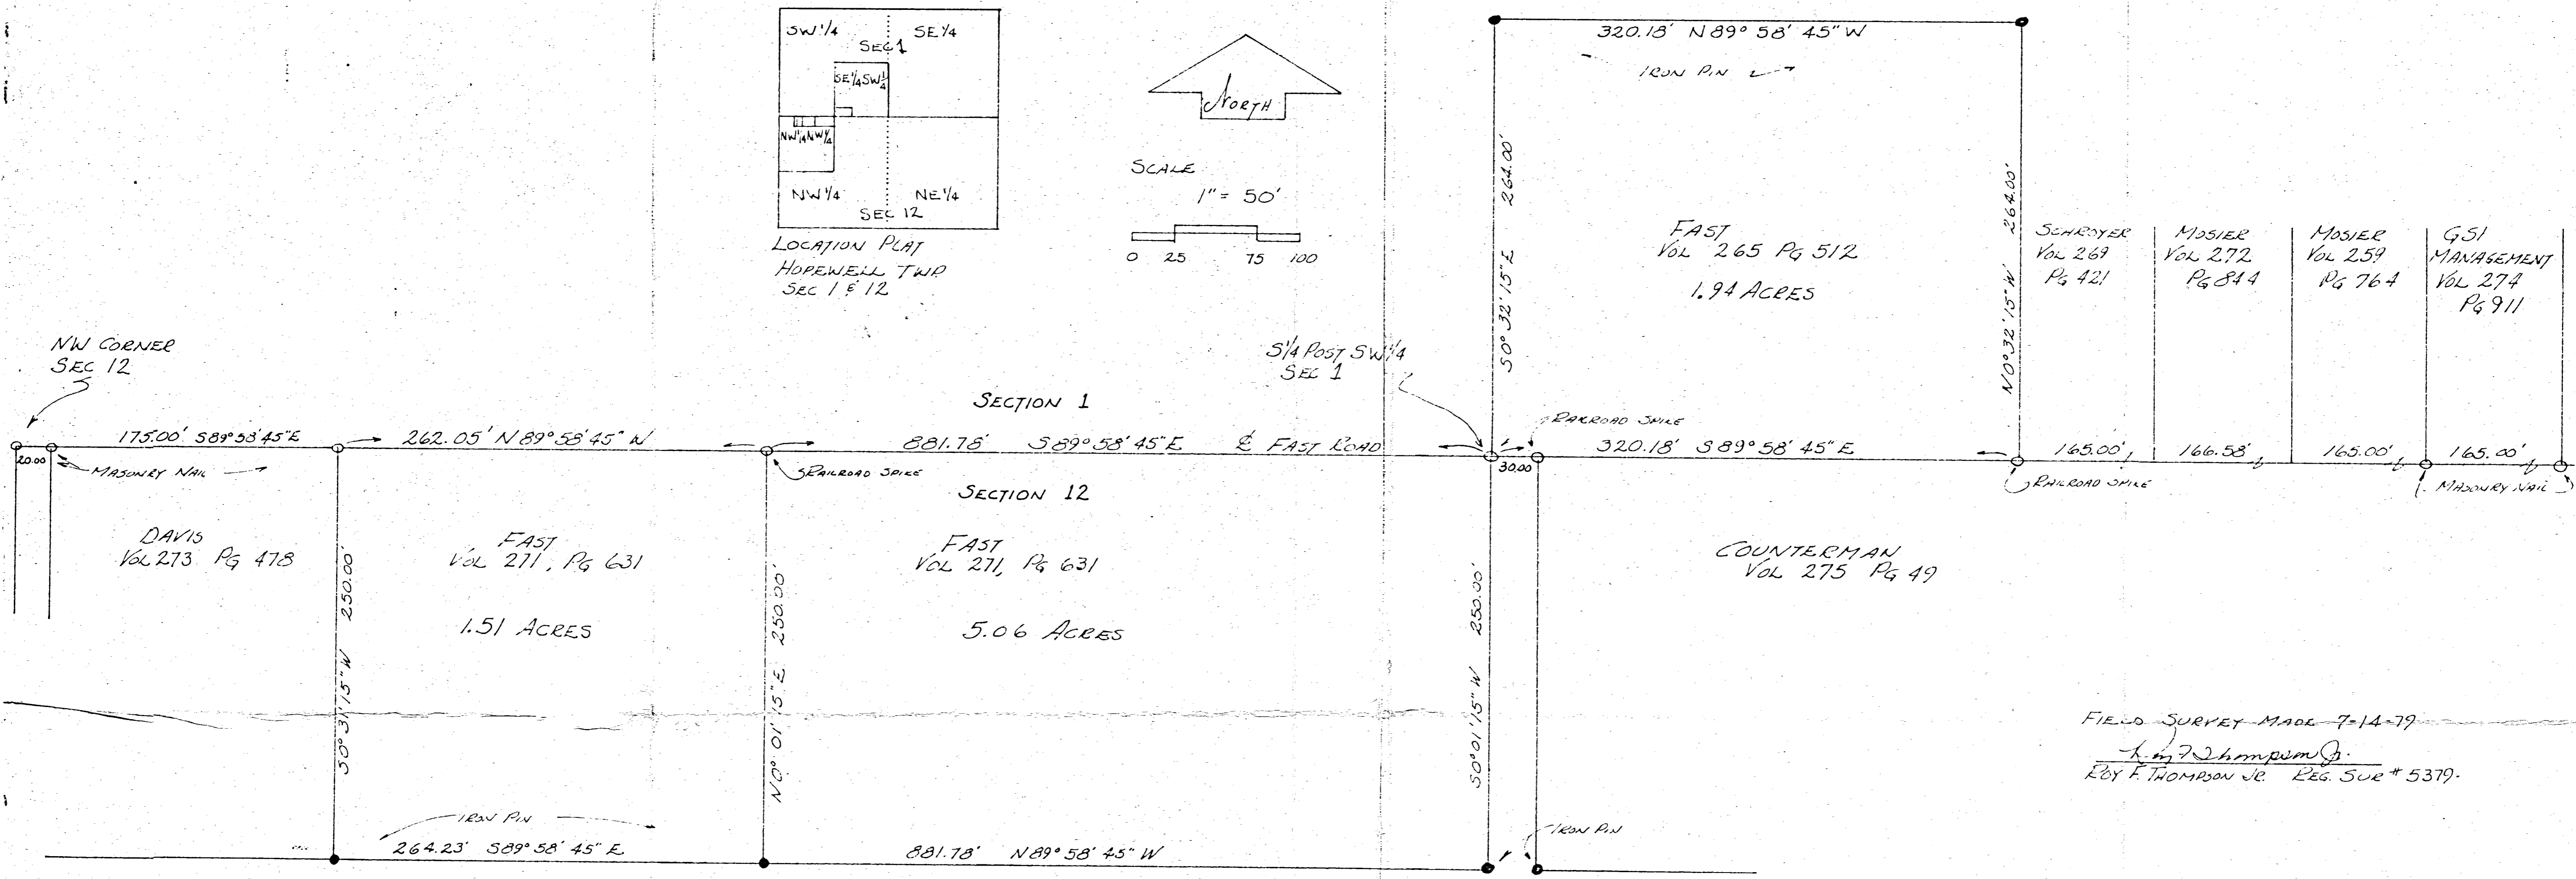 SW 1/4 SE 1/4
SEC 1
SE 1/4 SW 1/4
NW 1/4 NW 1/4
NW 1/4 NE 1/4
SEC 12
LOCATION PLAT
HOPEWELL TWP
SEC 1 & 12
NORTH
SCALE
1" = 50'
0 25 75 100
320.18' N 89° 58' 45" W
IRON PIN
S 0° 32' 15" E 264.00'
N 0° 32' 15" W 264.00'
FAST
VOL 265 PG 512
1.94 ACRES
SCHROYER
VOL 269
PG 421
MOSIER
VOL 272
PG 844
MOSIER
VOL 259
PG 764
GSI
MANAGEMENT
VOL 274
PG 911
NW CORNER
SEC 12
S 1/4 POST SW 1/4
SEC 1
SECTION 1
175.00' S 89° 58' 45" E
262.05' N 89° 58' 45" W
881.78' S 89° 58' 45" E ℄ FAST ROAD
RAILROAD SPIKE
320.18' S 89° 58' 45" E
165.00'
166.58'
165.00'
165.00'
20.00
MASONRY NAIL
RAILROAD SPIKE
30.00
RAILROAD SPIKE
MASONRY NAIL
SECTION 12
DAVIS
VOL 273 PG 478
FAST
VOL 271, PG 631
1.51 ACRES
FAST
VOL 271, PG 631
5.06 ACRES
COUNTERMAN
VOL 275 PG 49
S 0° 31' 15" W 250.00'
N 0° 01' 15" E 250.00'
S 0° 01' 15" W 250.00'
IRON PIN
264.23' S 89° 58' 45" E
881.78' N 89° 58' 45" W
IRON PIN
FIELD SURVEY MADE 7-14-79
Roy F Thompson Jr.
ROY F. THOMPSON JR. REG. SUR # 5379.